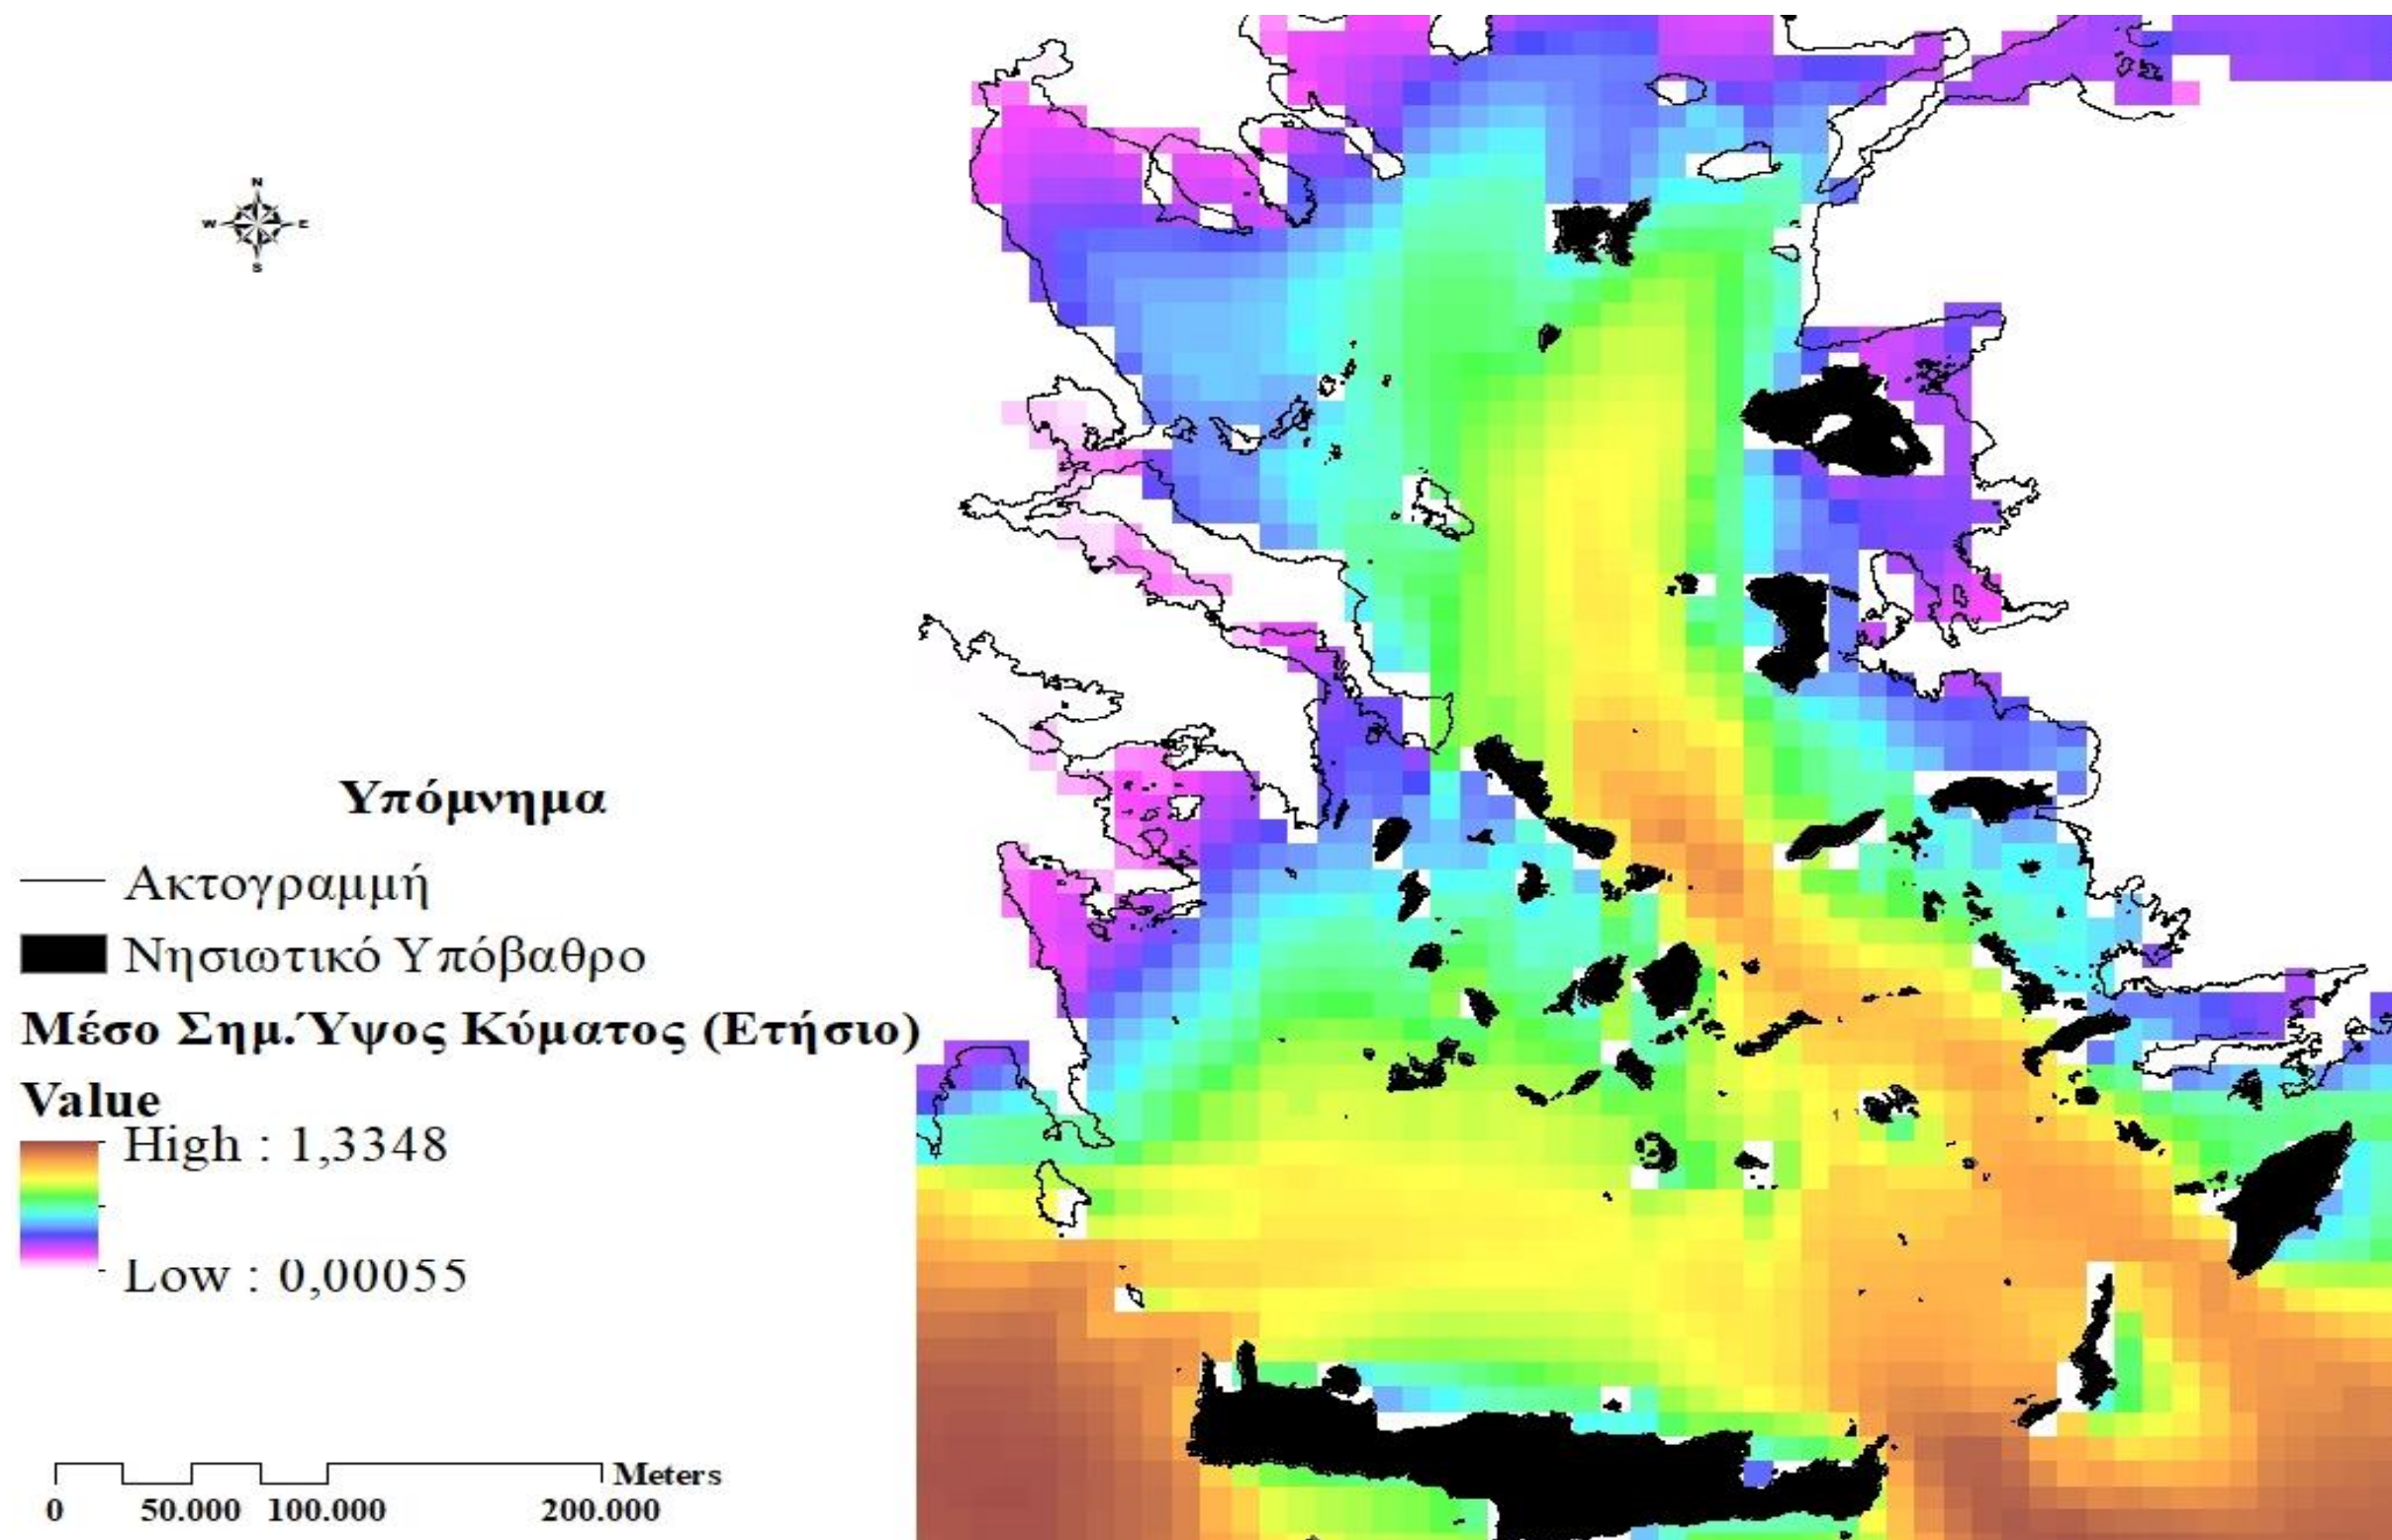 N
W E
S
Υπόμνημα
Ακτογραμμή
Νησιωτικό Υπόβαθρο
Μέσο Σημ. Ύψος Κύματος (Ετήσιο)
Value
High : 1,3348
Low : 0,00055
Meters
0 50.000 100.000 200.000